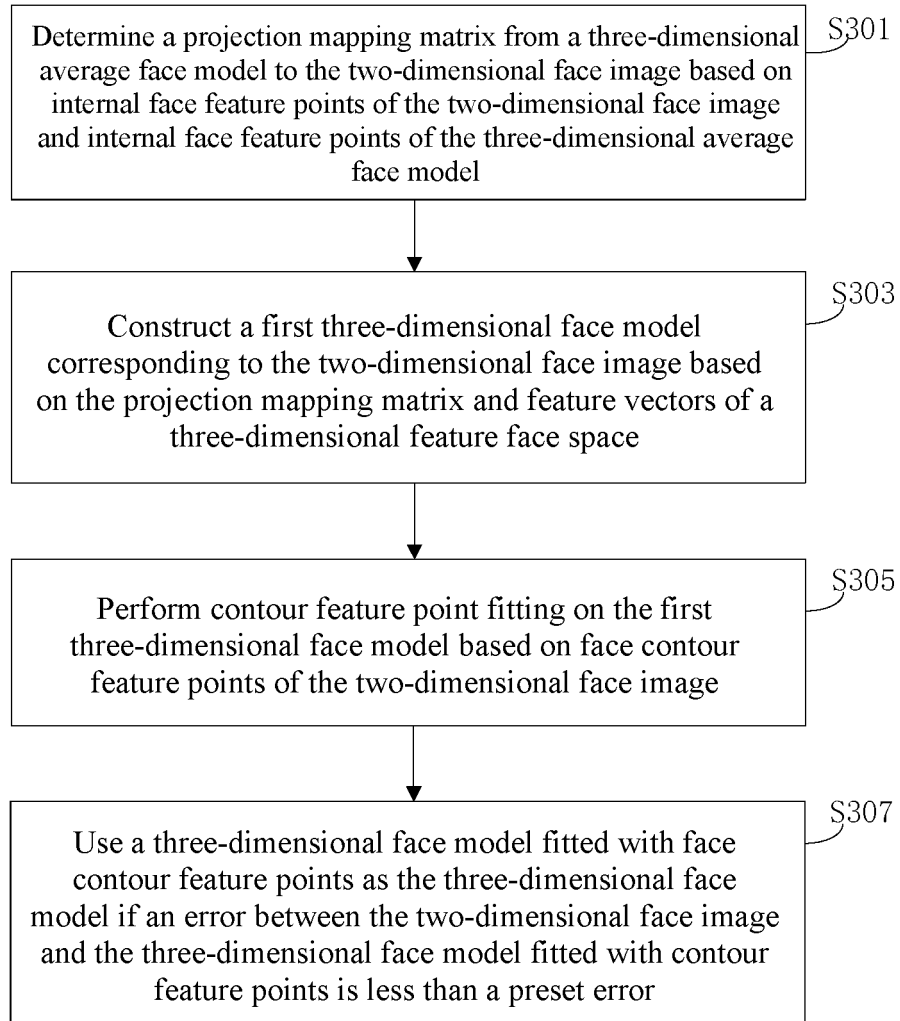 Determine a projection mapping matrix from a three-dimensional
average face model to the two-dimensional face image based on
internal face feature points of the two-dimensional face image
and internal face feature points of the three-dimensional average
face model
S301
Construct a first three-dimensional face model
corresponding to the two-dimensional face image based
on the projection mapping matrix and feature vectors of a
three-dimensional feature face space
S303
Perform contour feature point fitting on the first
three-dimensional face model based on face contour
feature points of the two-dimensional face image
S305
Use a three-dimensional face model fitted with face
contour feature points as the three-dimensional face
model if an error between the two-dimensional face image
and the three-dimensional face model fitted with contour
feature points is less than a preset error
S307